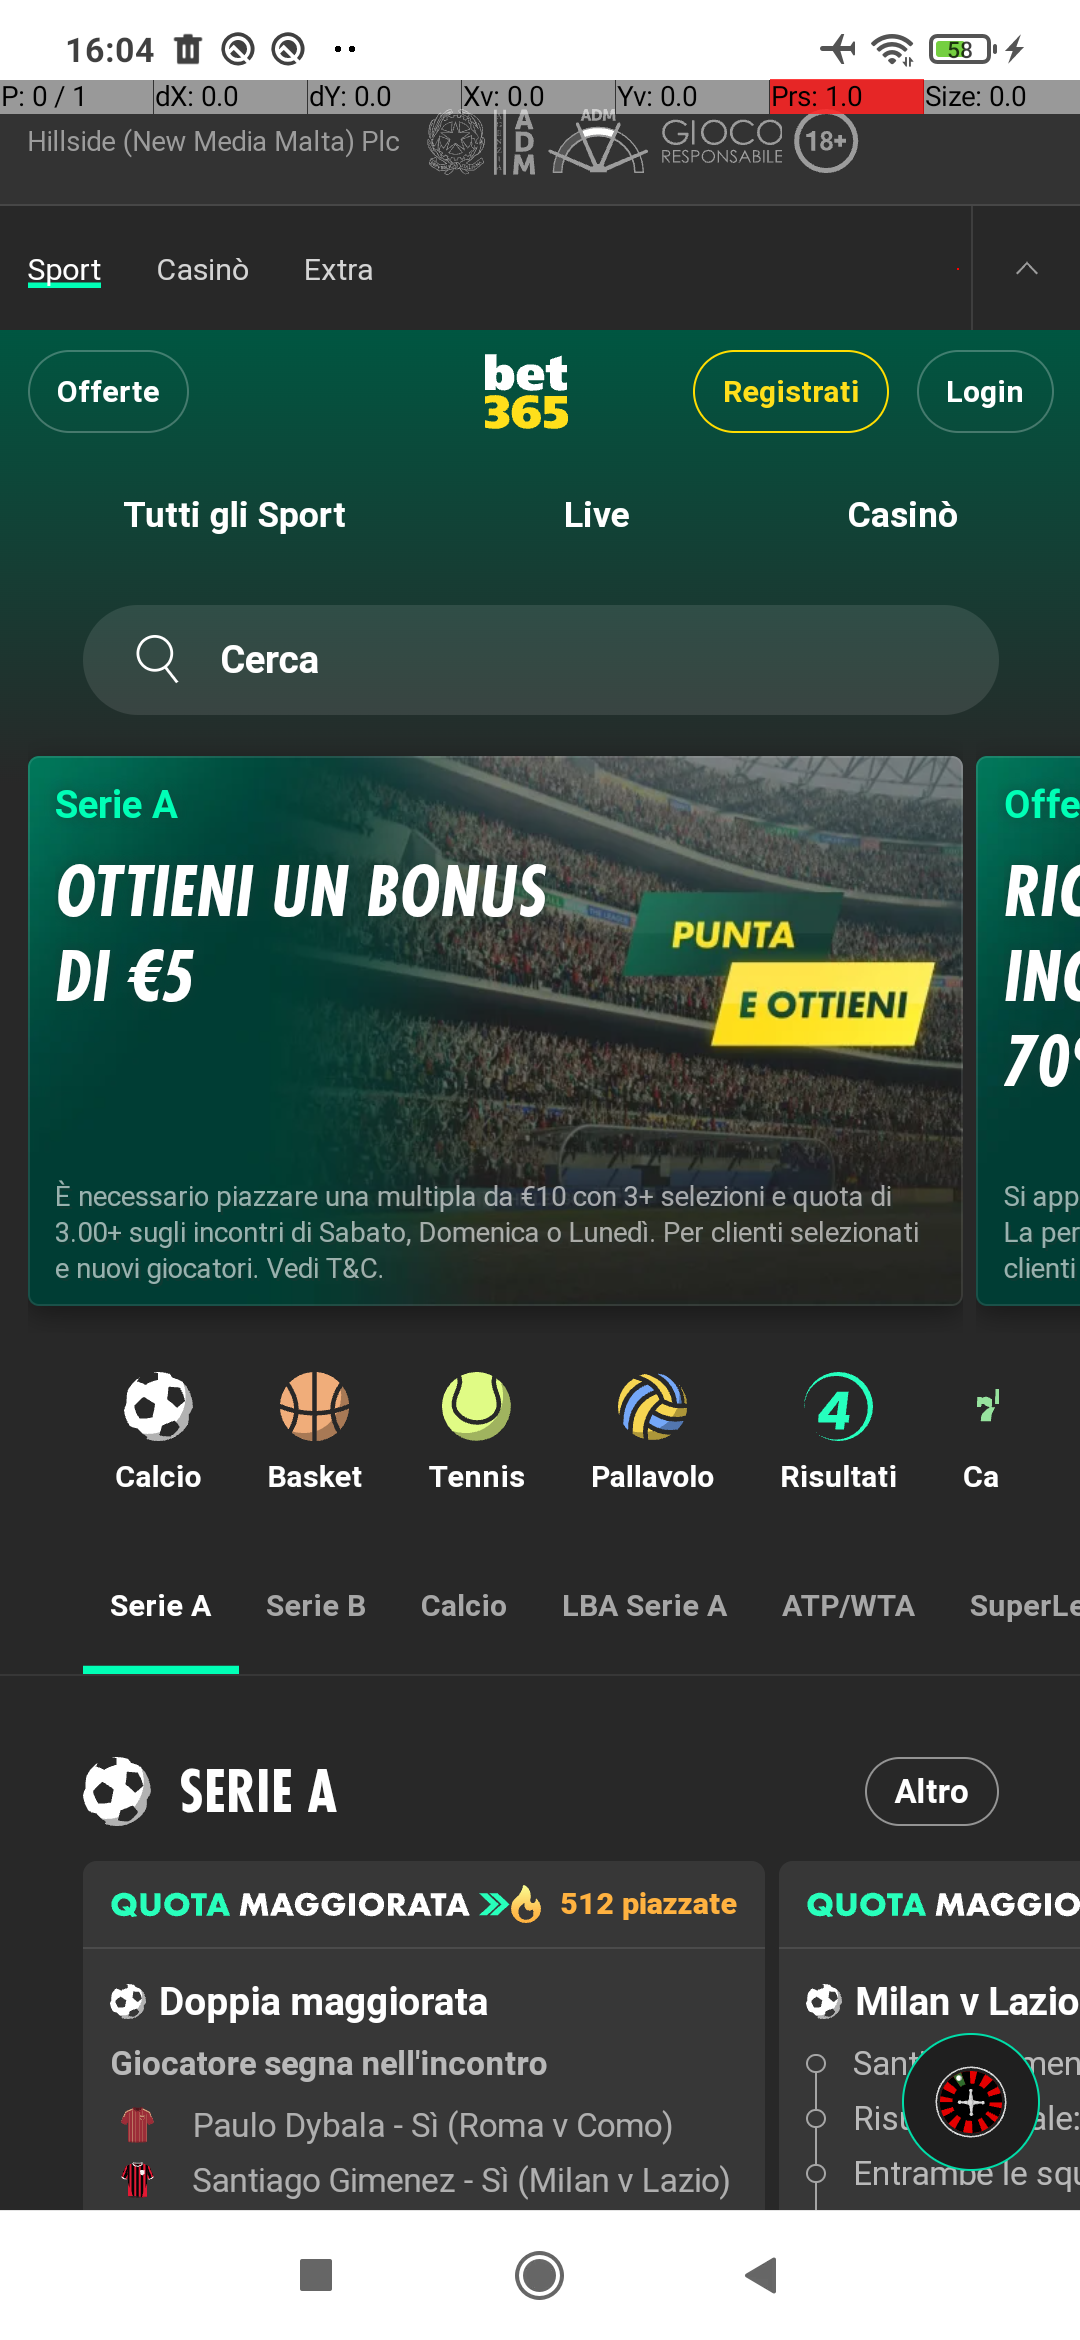 16:04
58
P: 0 / 1 dX: 0.0 dY: 0.0 Xv: 0.0 Yv: 0.0 Prs: 1.0 Size: 0.0
Hillside (New Media Malta) Plc ADM ADM GIOCO RESPONSABILE 18+
Sport Casinò Extra
Offerte bet365 Registrati Login
Tutti gli Sport Live Casinò
Cerca
Serie A
OTTIENI UN BONUS
DI €5
PUNTA
E OTTIENI
È necessario piazzare una multipla da €10 con 3+ selezioni e quota di
3.00+ sugli incontri di Sabato, Domenica o Lunedì. Per clienti selezionati
e nuovi giocatori. Vedi T&C.
Offe
RIC
INC
70%
Si app
La per
clienti
4
Calcio Basket Tennis Pallavolo Risultati Ca
Serie A Serie B Calcio LBA Serie A ATP/WTA SuperLe
SERIE A Altro
QUOTA MAGGIORATA 512 piazzate
Doppia maggiorata
Giocatore segna nell'incontro
Paulo Dybala - Sì (Roma v Como)
Santiago Gimenez - Sì (Milan v Lazio)
QUOTA MAGGIO
Milan v Lazio
Sant men
Risu ale:
Entrambe le squ